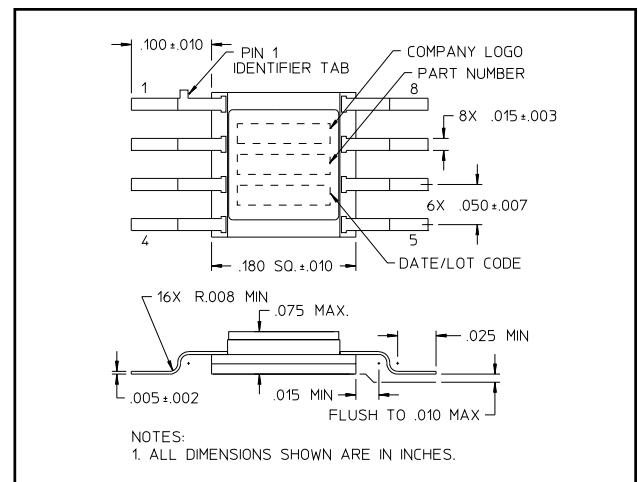 .100±.010
PIN 1
IDENTIFIER TAB
COMPANY LOGO
PART NUMBER
1
8
8X .015±.003
6X .050±.007
4
5
.180 SQ.±.010
DATE/LOT CODE
16X R.008 MIN
.075 MAX.
.025 MIN
.005±.002
.015 MIN
FLUSH TO .010 MAX
NOTES:
1. ALL DIMENSIONS SHOWN ARE IN INCHES.